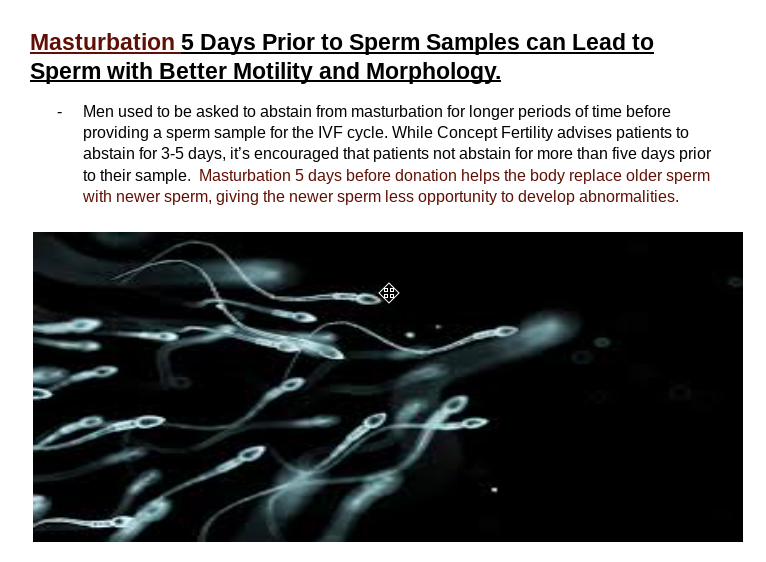 Masturbation 5 Days Prior to Sperm Samples can Lead to
Sperm with Better Motility and Morphology.
- Men used to be asked to abstain from masturbation for longer periods of time before
providing a sperm sample for the IVF cycle. While Concept Fertility advises patients to
abstain for 3-5 days, it’s encouraged that patients not abstain for more than five days prior
to their sample.  Masturbation 5 days before donation helps the body replace older sperm
with newer sperm, giving the newer sperm less opportunity to develop abnormalities.